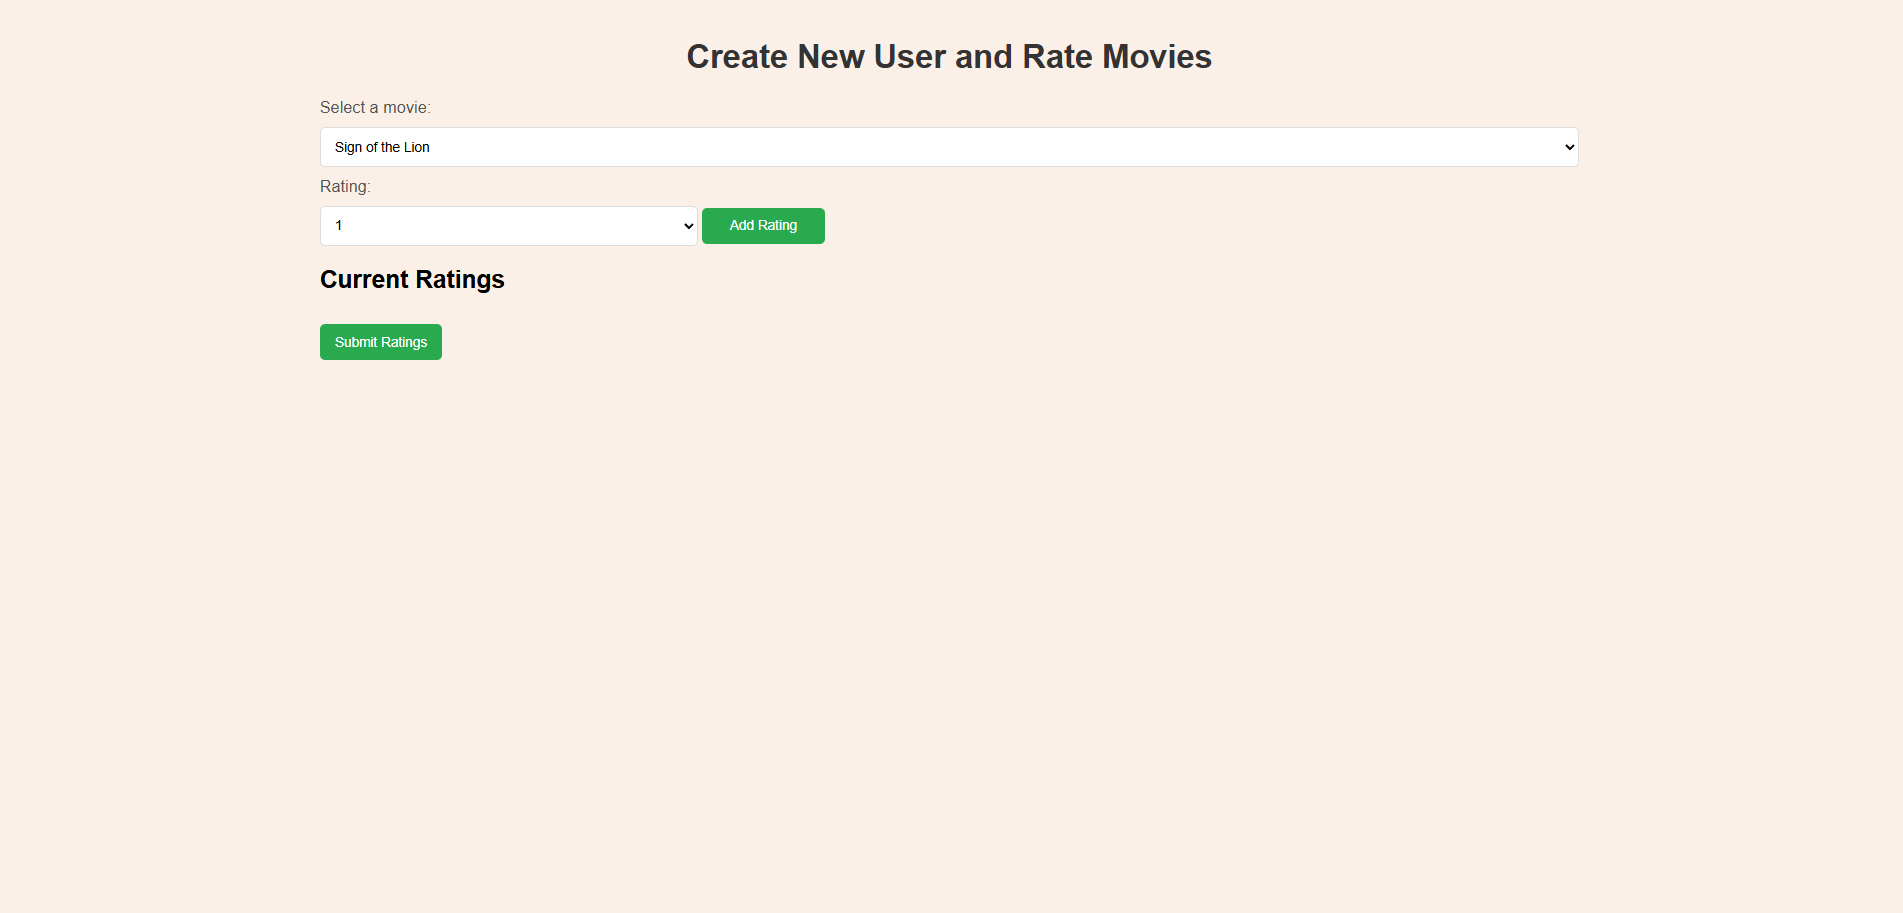 Create New User and Rate Movies
Select a movie:
Sign of the Lion
Rating:
1
Add Rating
Current Ratings
Submit Ratings